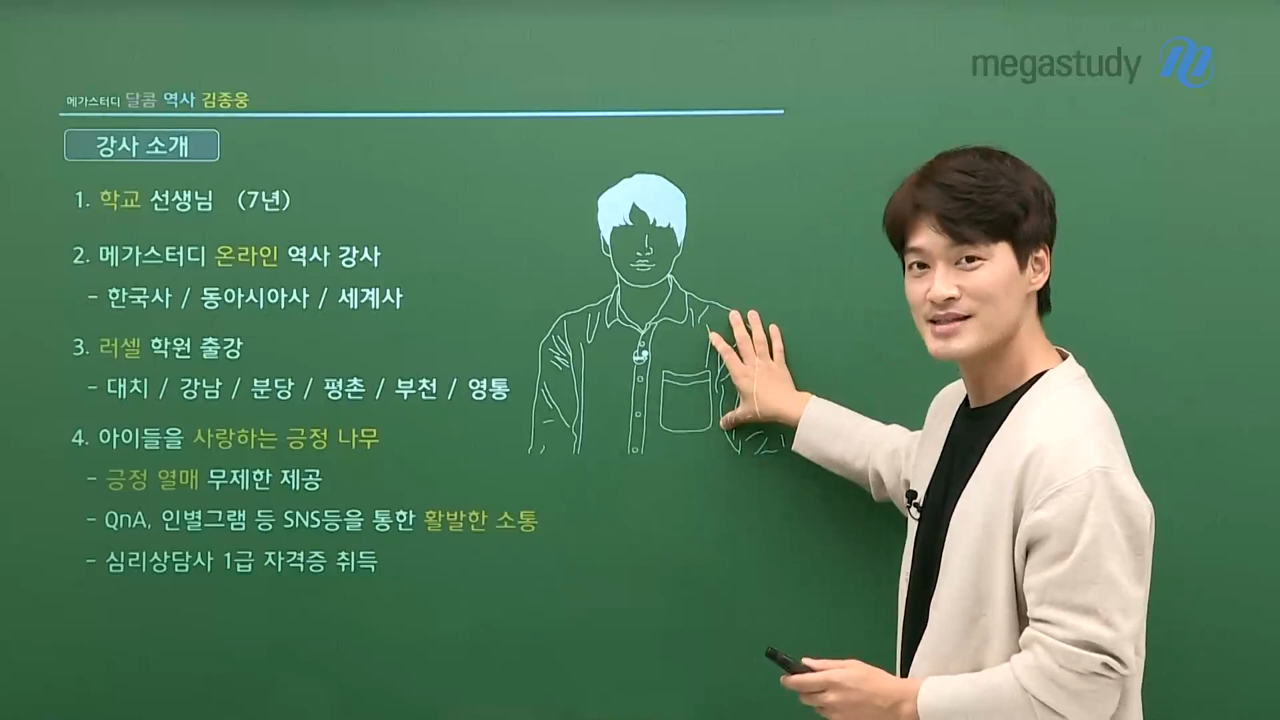 megastudy
메가스터디 달콤 역사 김종웅
강사 소개
1. 학교 선생님 (7년)
2. 메가스터디 온라인 역사 강사
- 한국사 / 동아시아사 / 세계사
3. 러셀 학원 출강
- 대치 / 강남 / 분당 / 평촌 / 부천 / 영통
4. 아이들을 사랑하는 긍정 나무
- 긍정 열매 무제한 제공
- QnA, 인별그램 등 SNS등을 통한 활발한 소통
- 심리상담사 1급 자격증 취득